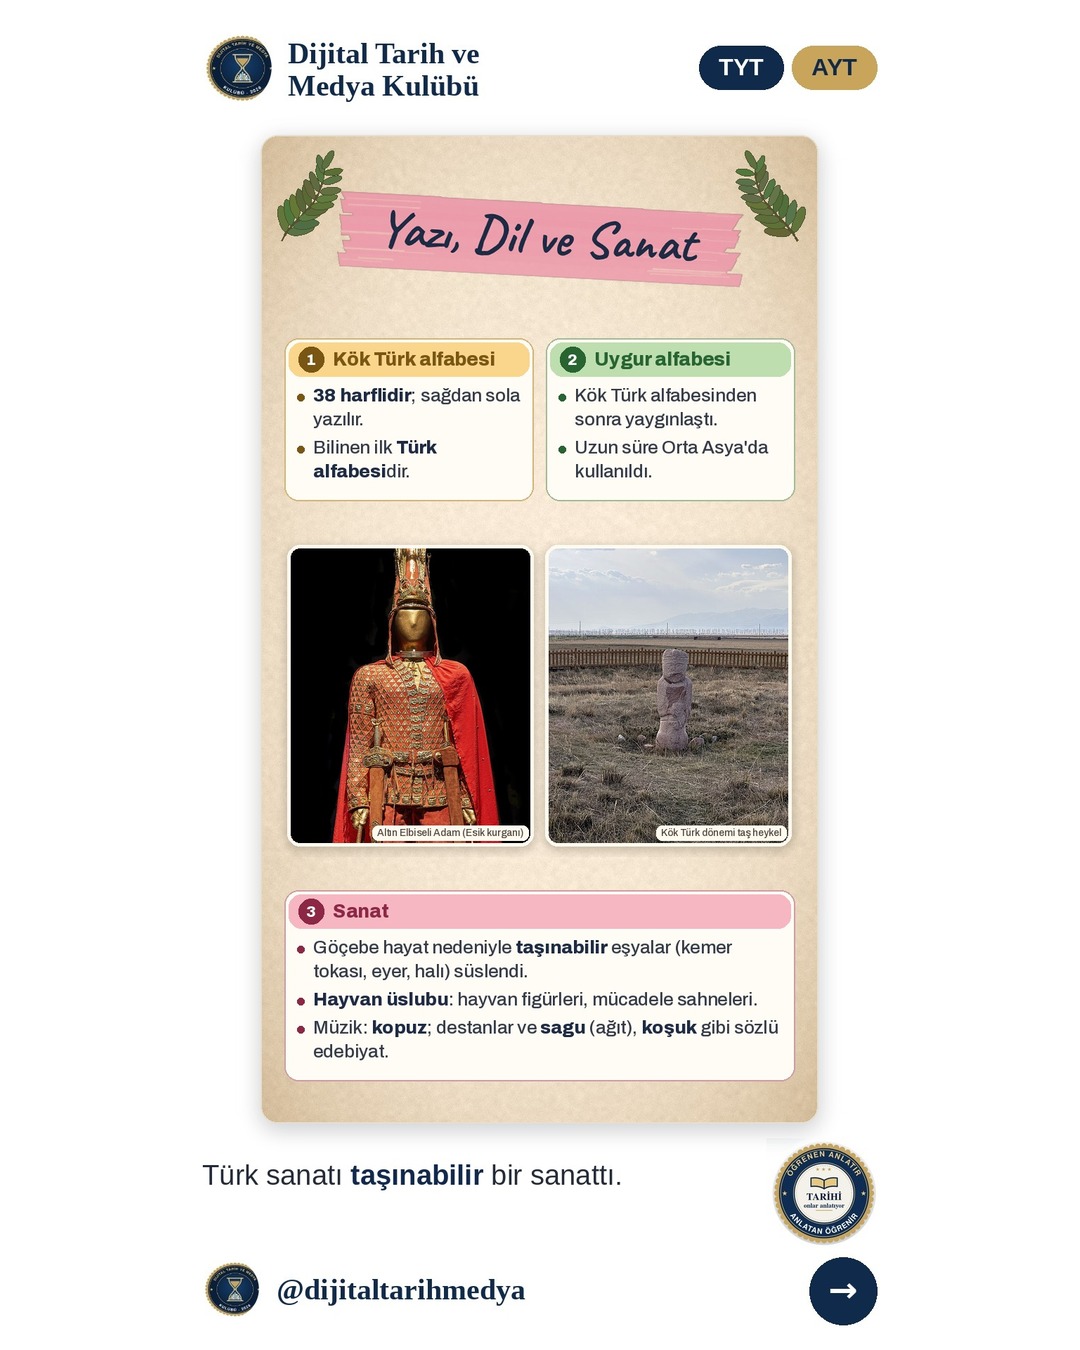 Dijital Tarih ve
Medya Kulübü
TYT
AYT
Yazı, Dil ve Sanat
1 Kök Türk alfabesi
38 harflidir; sağdan sola
yazılır.
Bilinen ilk Türk
alfabesidir.
2 Uygur alfabesi
Kök Türk alfabesinden
sonra yaygınlaştı.
Uzun süre Orta Asya'da
kullanıldı.
Altın Elbiseli Adam (Esik kurganı)
Kök Türk dönemi taş heykel
3 Sanat
Göçebe hayat nedeniyle taşınabilir eşyalar (kemer
tokası, eyer, halı) süslendi.
Hayvan üslubu: hayvan figürleri, mücadele sahneleri.
Müzik: kopuz; destanlar ve sagu (ağıt), koşuk gibi sözlü
edebiyat.
Türk sanatı taşınabilir bir sanattı.
ÖĞRENEN ANLATIR
TARİHİ
onlar anlatıyor
ANLATAN ÖĞRENİR
@dijitaltarihmedya